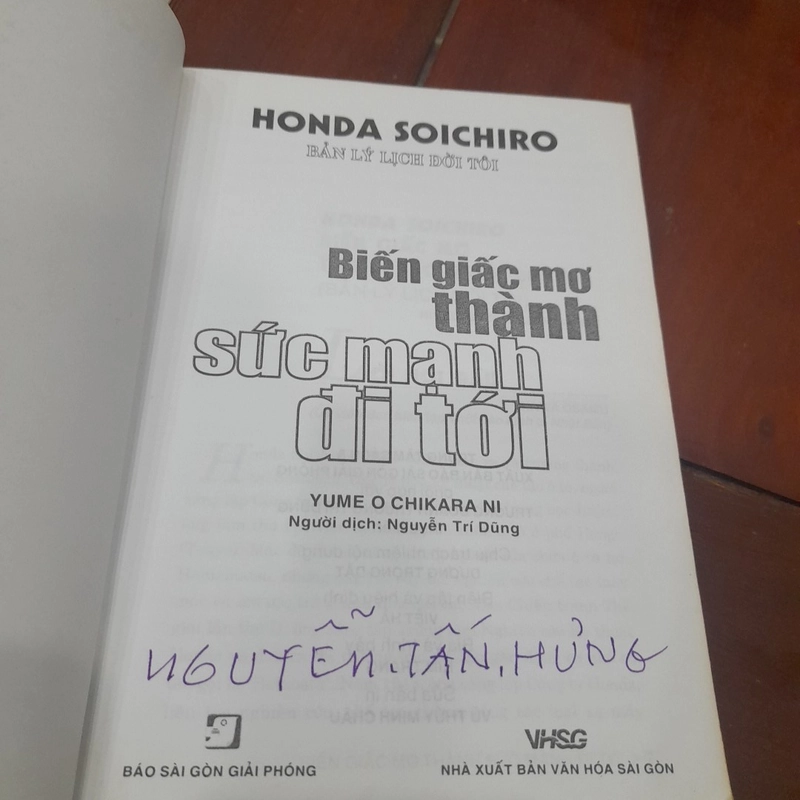 HONDA SOICHIRO
BẢN LÝ LỊCH ĐỜI TÔI
Biến giấc mơ
thành
sức mạnh
đi tới
YUME O CHIKARA NI
Người dịch: Nguyễn Trí Dũng
NGUYỄN.TẤN.HÙNG
VHSG
BÁO SÀI GÒN GIẢI PHÓNG
NHÀ XUẤT BẢN VĂN HÓA SÀI GÒN